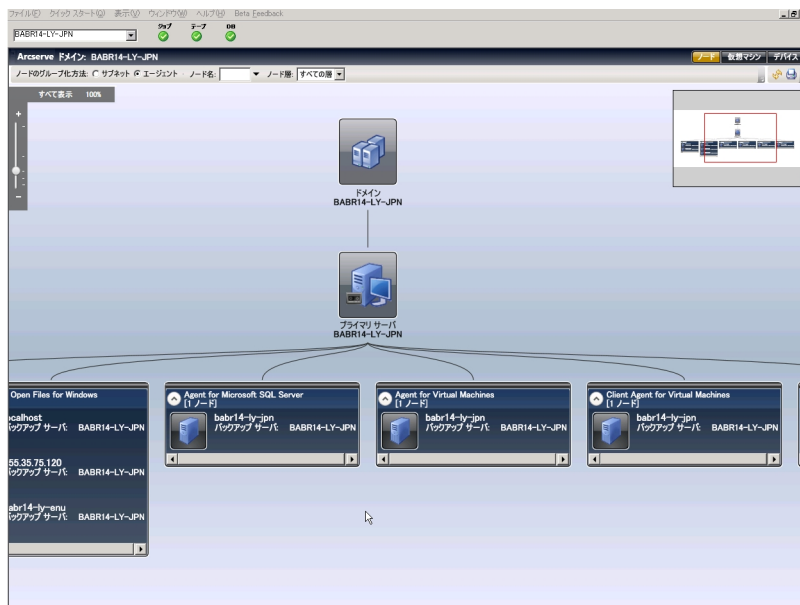 ファイル(F) クイック スタート(Q) 表示(V) ウィンドウ(W) ヘルプ(H) Beta Feedback
ジョブ テープ DB
BABR14-LY-JPN
Arcserve ドメイン: BABR14-LY-JPN
ノード 仮想マシン デバイス
ノードのグループ化方法: サブネット エージェント ノード名: ノード層: すべての層
すべて表示 100%
ドメイン
BABR14-LY-JPN
プライマリ サーバ
BABR14-LY-JPN
Open Files for Windows
ocalhost
バックアップ サーバ: BABR14-LY-JPN
55.35.75.120
バックアップ サーバ: BABR14-LY-JPN
abr14-ly-enu
バックアップ サーバ: BABR14-LY-JPN
Agent for Microsoft SQL Server
[1 ノード]
babr14-ly-jpn
バックアップ サーバ: BABR14-LY-JPN
Agent for Virtual Machines
[1 ノード]
babr14-ly-jpn
バックアップ サーバ: BABR14-LY-JPN
Client Agent for Virtual Machines
[1 ノード]
babr14-ly-jpn
バックアップ サーバ: BABR14-LY-JPN